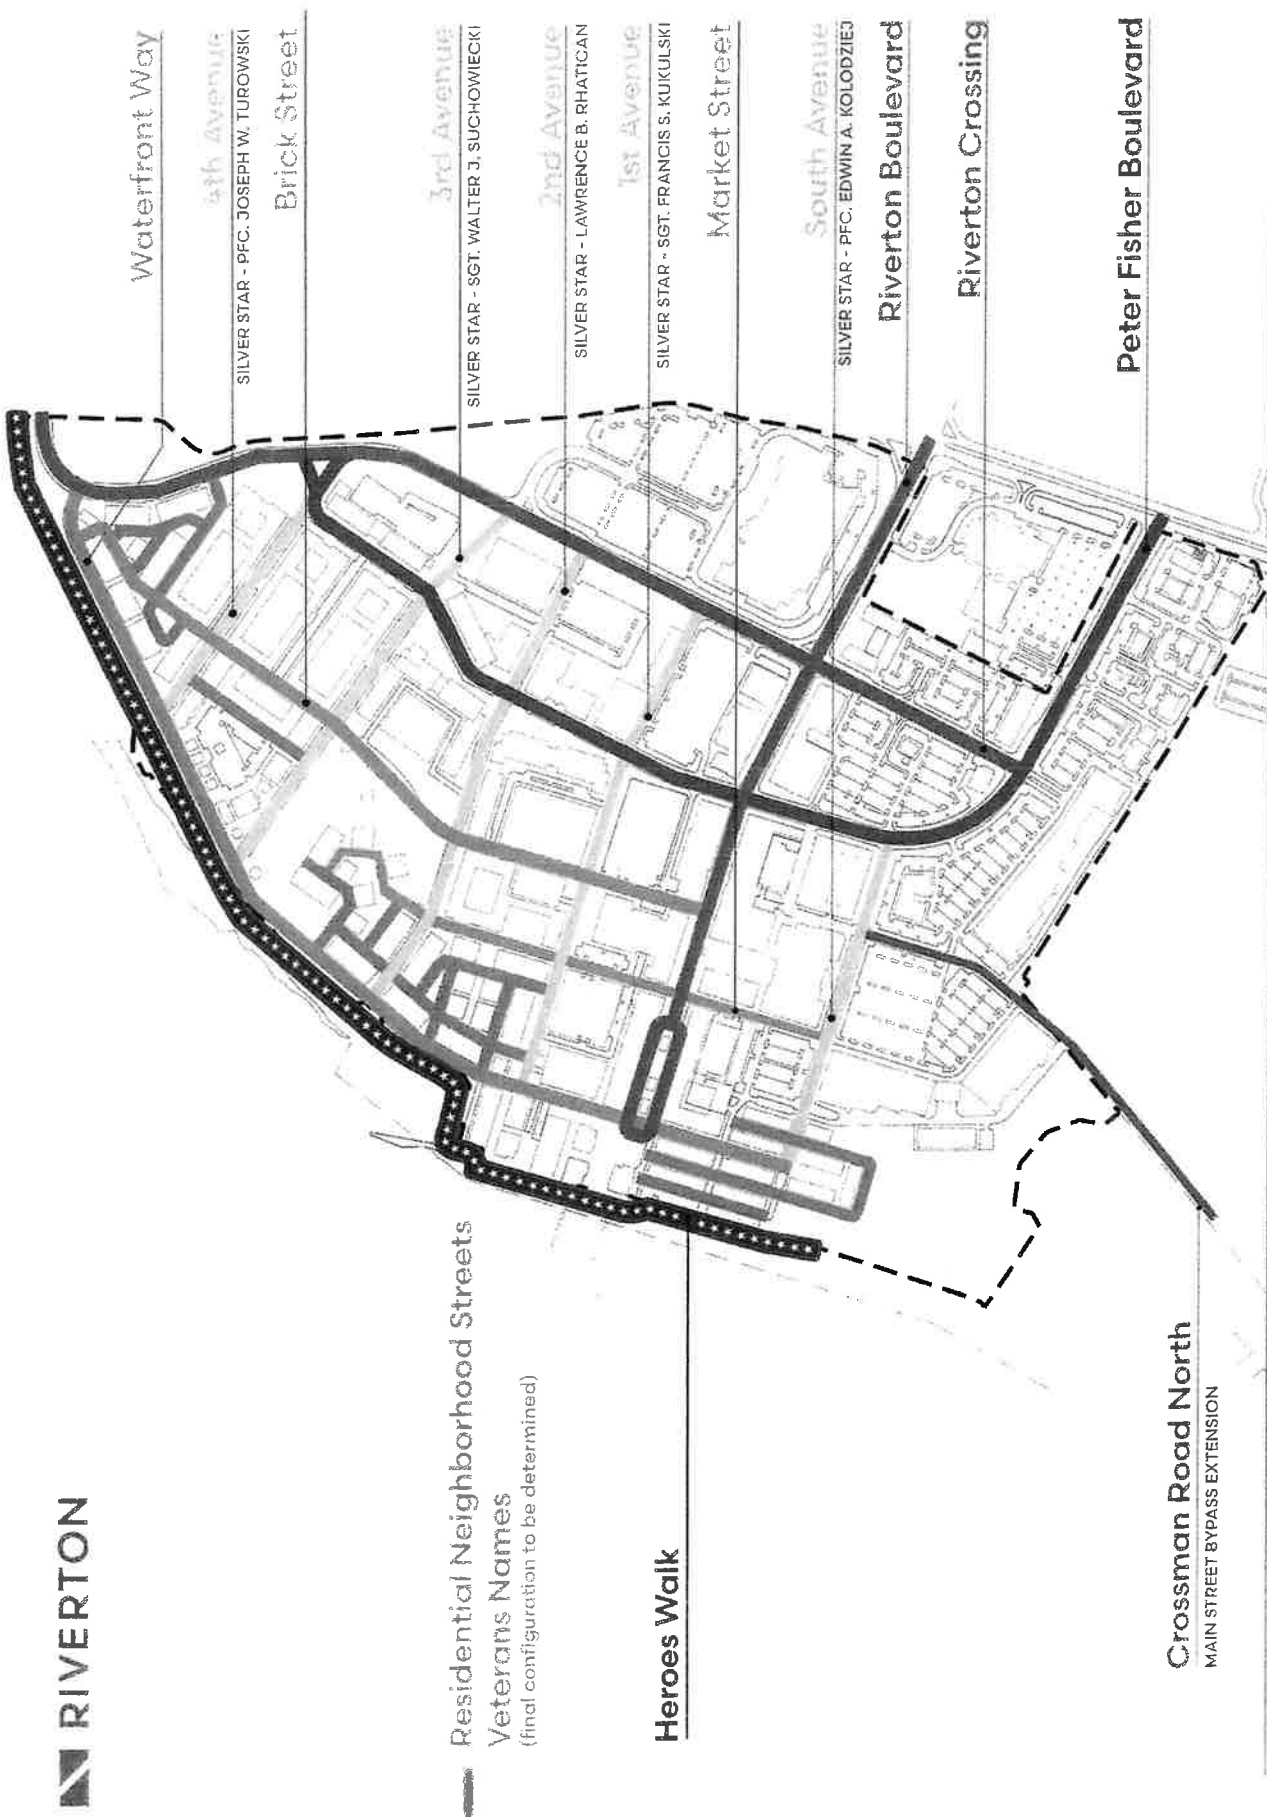 RIVERTON
Waterfront Way
4th Avenue
SILVER STAR - PFC. JOSEPH W. TUROWSKI
Brick Street
3rd Avenue
SILVER STAR - SGT. WALTER J. SUCHOWIECKI
2nd Avenue
SILVER STAR - LAWRENCE B. RHATICAN
1st Avenue
SILVER STAR - SGT. FRANCIS S. KUKULSKI
Market Street
South Avenue
SILVER STAR - PFC. EDWIN A. KOLODZIEJ
Riverton Boulevard
Riverton Crossing
Peter Fisher Boulevard
Residential Neighborhood Streets
Veterans Names
(final configuration to be determined)
Heroes Walk
Crossman Road North
MAIN STREET BYPASS EXTENSION